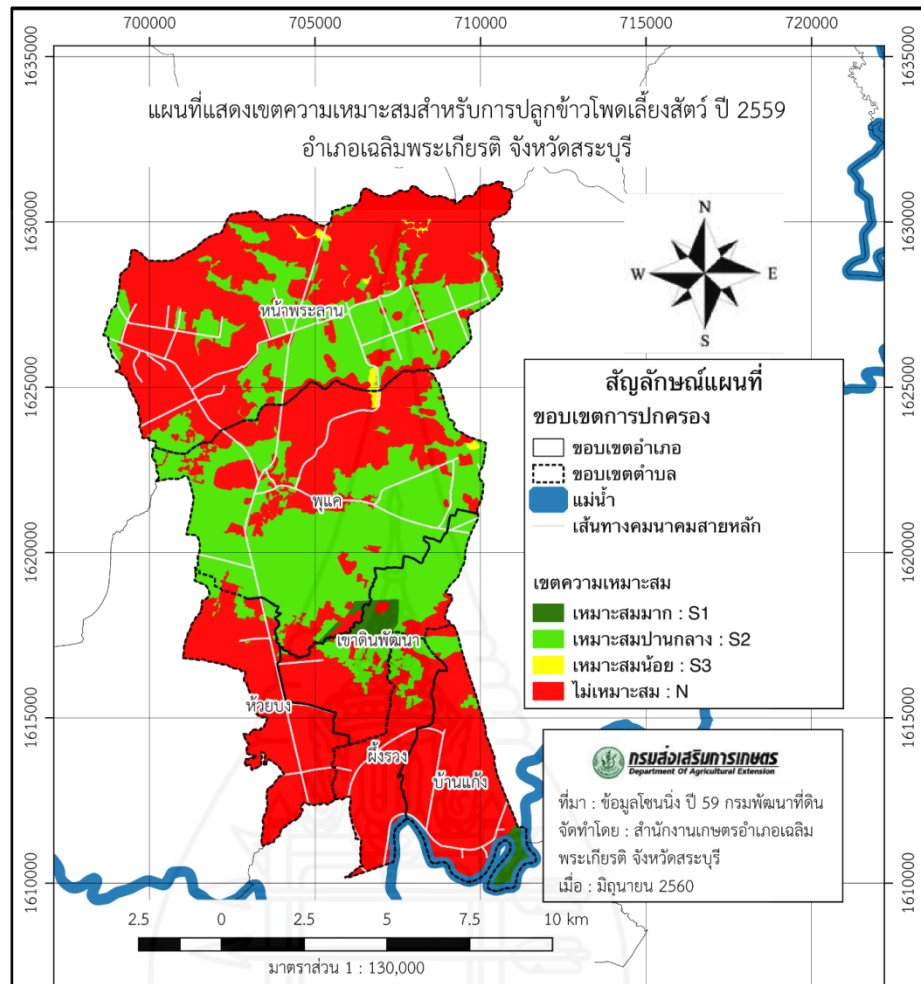 700000 705000 710000 715000 720000
1635000 1635000
แผนที่แสดงเขตความเหมาะสมสำหรับการปลูกข้าวโพดเลี้ยงสัตว์ ปี 2559
อำเภอเฉลิมพระเกียรติ จังหวัดสระบุรี
1630000 1630000
N
W E
S
หน้าพระลาน
1625000 1625000
สัญลักษณ์แผนที่
ขอบเขตการปกครอง
ขอบเขตอำเภอ
ขอบเขตตำบล
แม่น้ำ
เส้นทางคมนาคมสายหลัก
พุแค
1620000 1620000
เขตความเหมาะสม
เหมาะสมมาก : S1
เหมาะสมปานกลาง : S2
เหมาะสมน้อย : S3
ไม่เหมาะสม : N
เขาดินพัฒนา
ห้วยบง
1615000 1615000
ผึ้งรวง
บ้านแก้ง
กรมส่งเสริมการเกษตร
Department Of Agricultural Extension
ที่มา : ข้อมูลโซนนิ่ง ปี 59 กรมพัฒนาที่ดิน
จัดทำโดย : สำนักงานเกษตรอำเภอเฉลิม
พระเกียรติ จังหวัดสระบุรี
เมื่อ : มิถุนายน 2560
1610000 1610000
2.5 0 2.5 5 7.5 10 km
มาตราส่วน 1 : 130,000